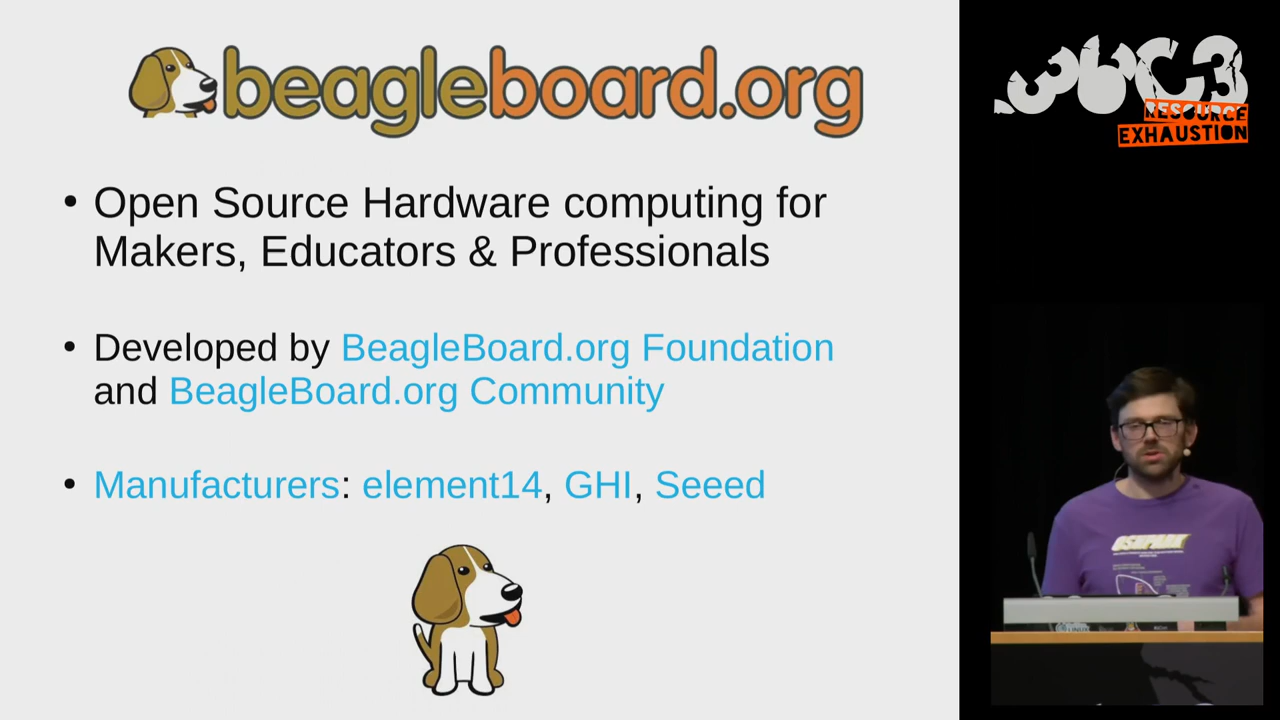 beagleboard.org
• Open Source Hardware computing for
Makers, Educators & Professionals
• Developed by BeagleBoard.org Foundation
and BeagleBoard.org Community
• Manufacturers: element14, GHI, Seeed
36C3
RESOURCE
EXHAUSTION
OSHPARK